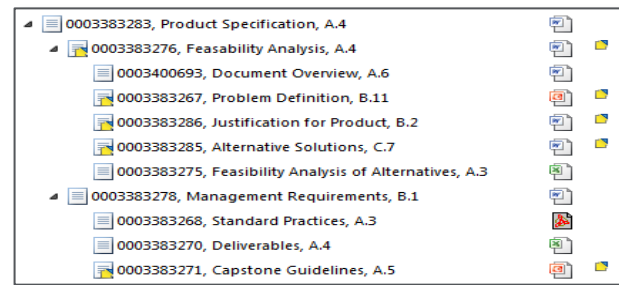 0003383283, Product Specification, A.4
0003383276, Feasability Analysis, A.4
0003400693, Document Overview, A.6
0003383267, Problem Definition, B.11
0003383286, Justification for Product, B.2
0003383285, Alternative Solutions, C.7
0003383275, Feasibility Analysis of Alternatives, A.3
0003383278, Management Requirements, B.1
0003383268, Standard Practices, A.3
0003383270, Deliverables, A.4
0003383271, Capstone Guidelines, A.5